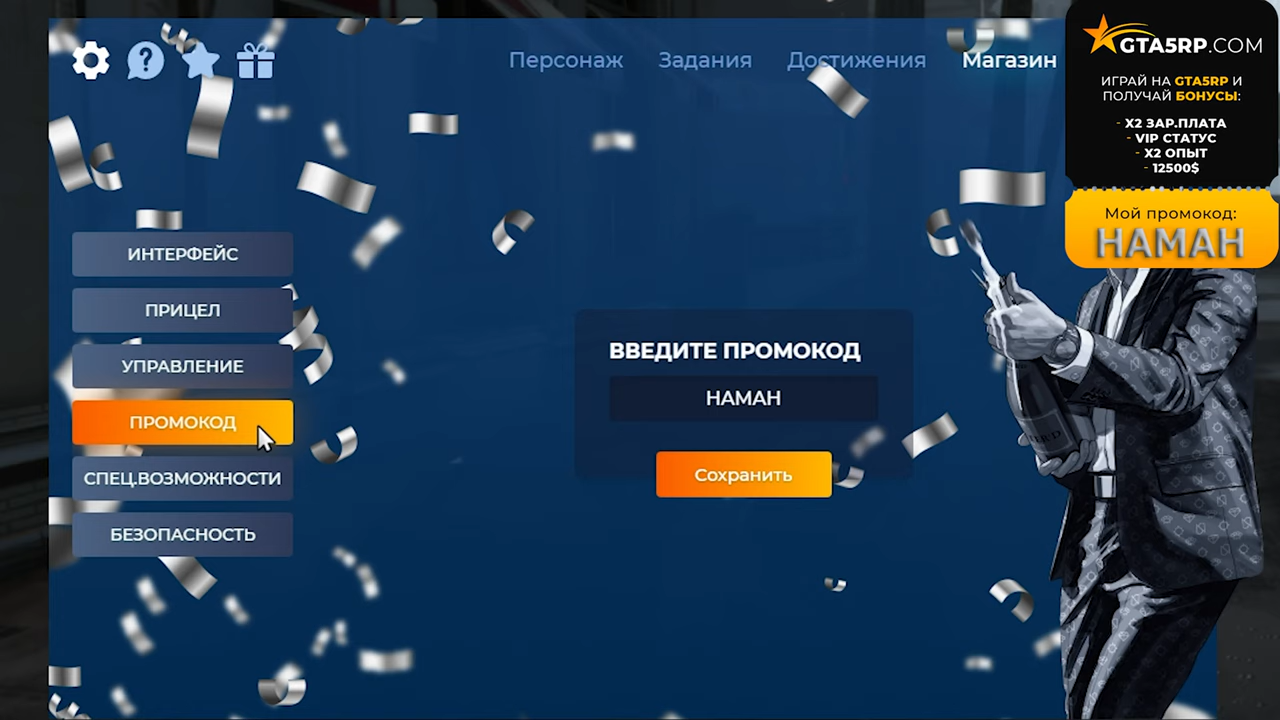 Персонаж
Задания
Достижения
Магазин
GTA5RP.COM
ИГРАЙ НА GTA5RP И
ПОЛУЧАЙ БОНУСЫ:
- X2 ЗАР.ПЛАТА
- VIP СТАТУС
- X2 ОПЫТ
- 12500$
Мой промокод:
НАМАН
ИНТЕРФЕЙС
ПРИЦЕЛ
УПРАВЛЕНИЕ
ПРОМОКОД
СПЕЦ.ВОЗМОЖНОСТИ
БЕЗОПАСНОСТЬ
ВВЕДИТЕ ПРОМОКОД
НАМАН
Сохранить